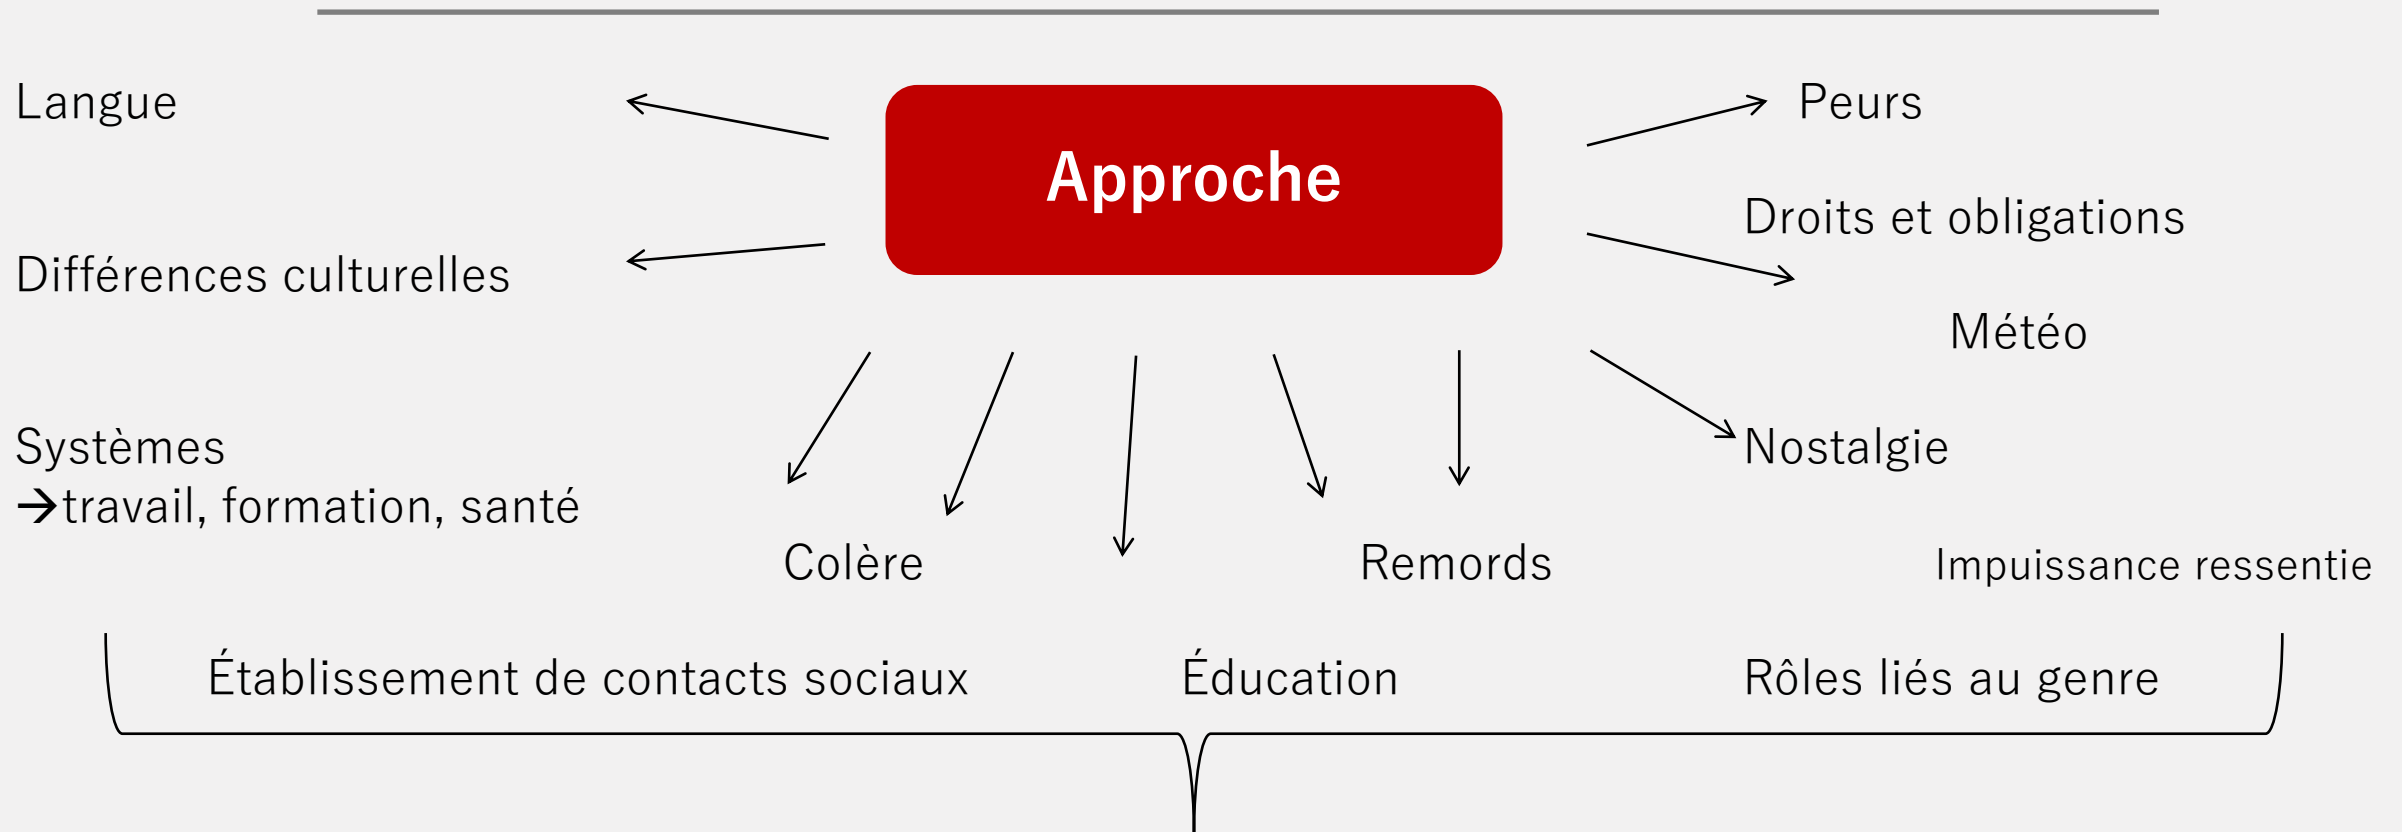 Langue
Approche
Peurs
Droits et obligations
Différences culturelles
Météo
Systèmes
→travail, formation, santé
Nostalgie
Colère
Remords
Impuissance ressentie
Établissement de contacts sociaux
Éducation
Rôles liés au genre